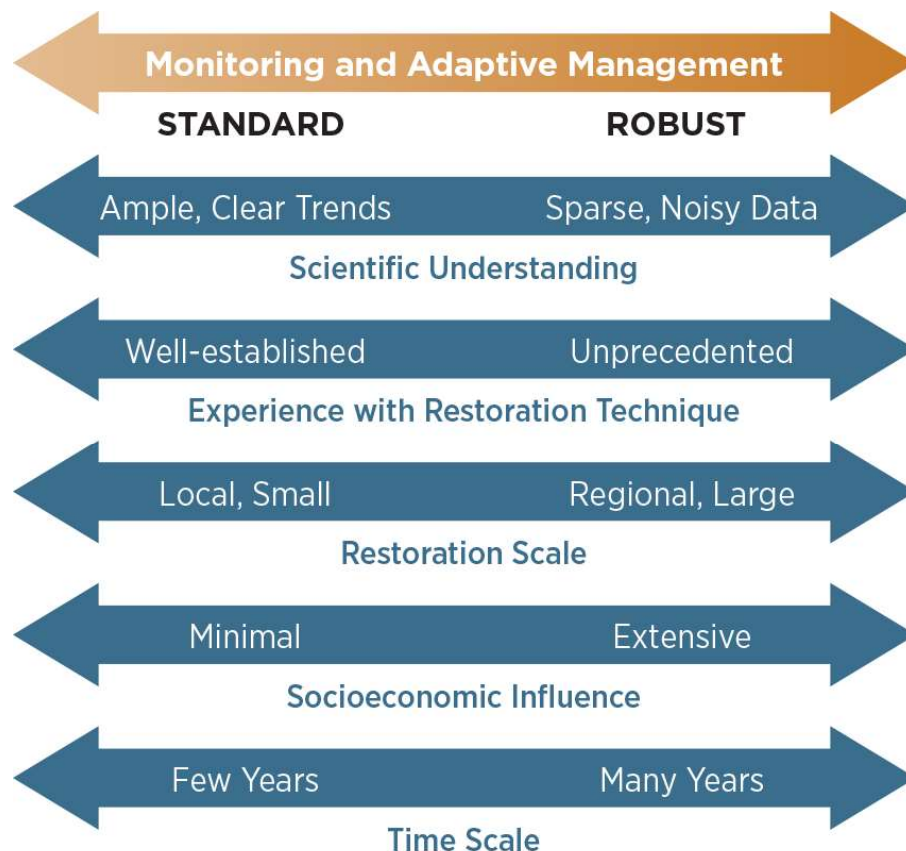 Monitoring and Adaptive Management
STANDARD ROBUST
Ample, Clear Trends Sparse, Noisy Data
Scientific Understanding
Well-established Unprecedented
Experience with Restoration Technique
Local, Small Regional, Large
Restoration Scale
Minimal Extensive
Socioeconomic Influence
Few Years Many Years
Time Scale